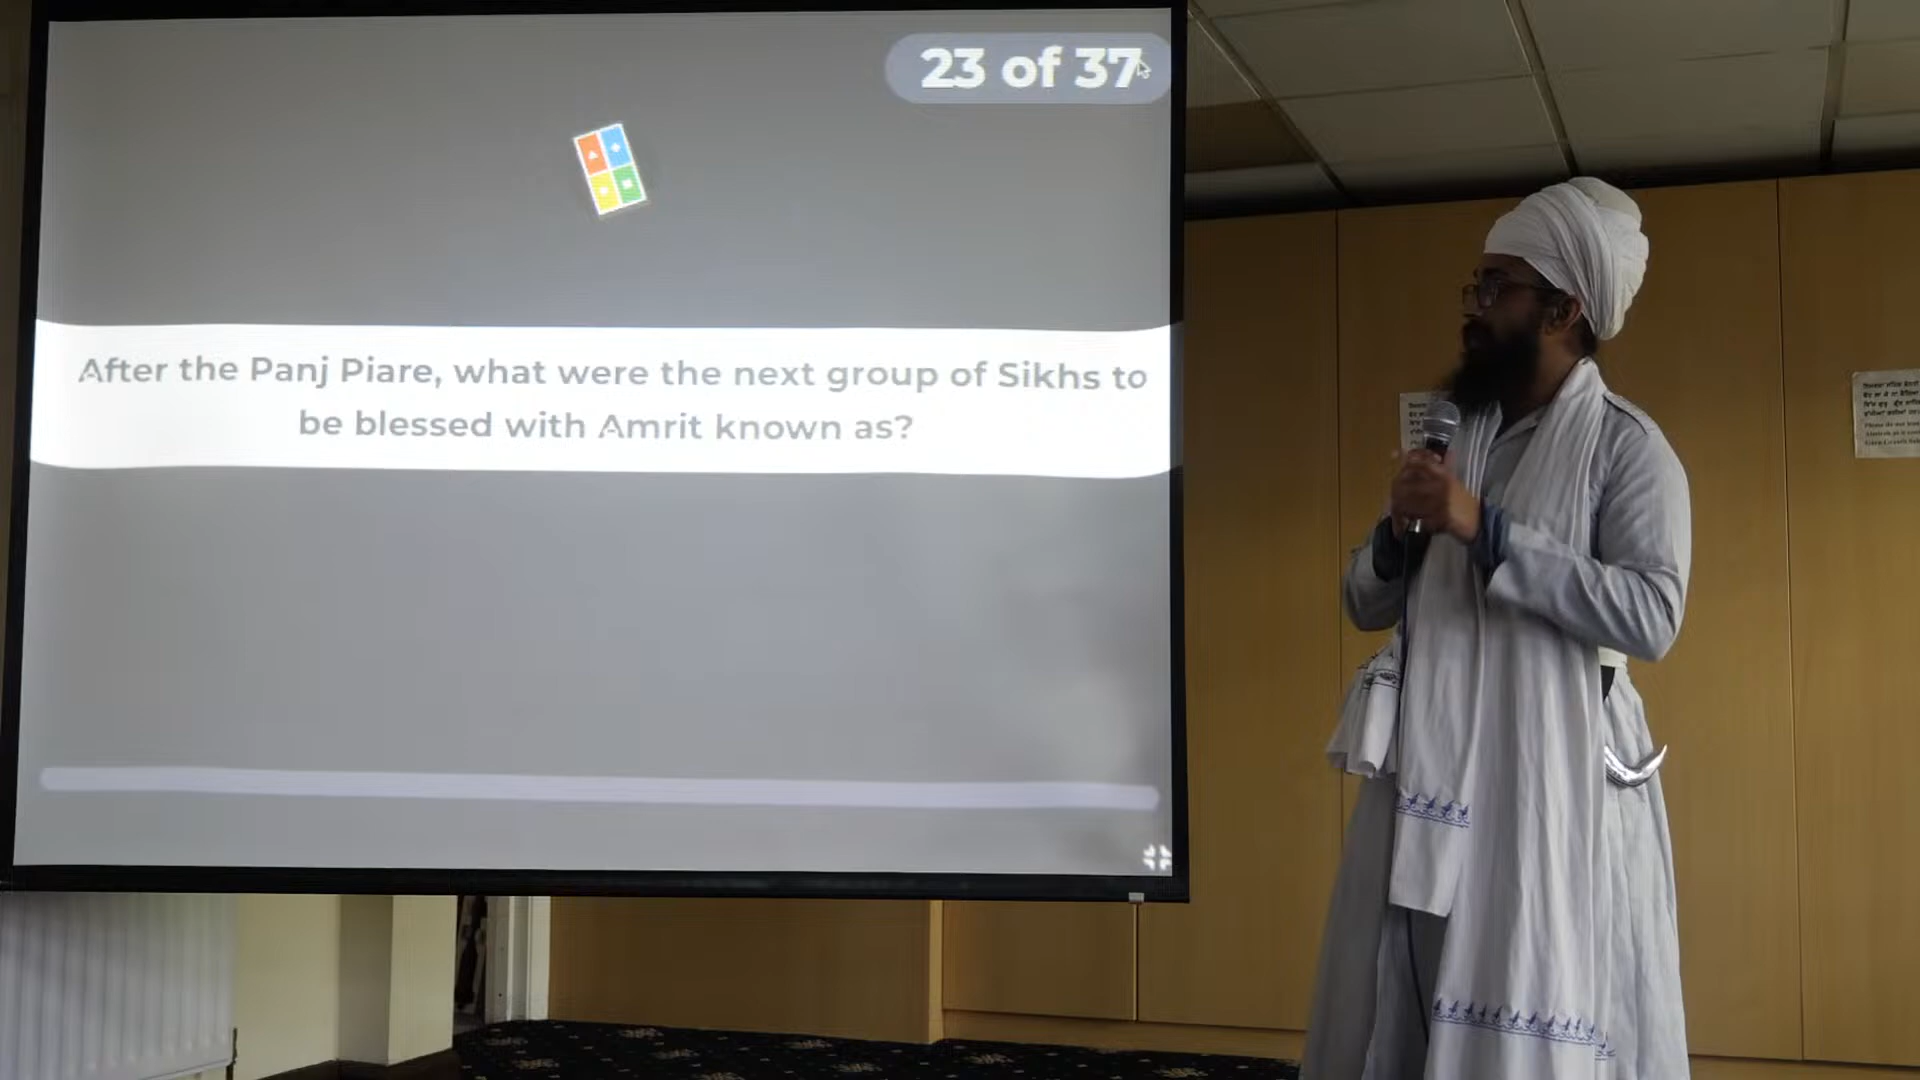 23 of 37
After the Panj Piare, what were the next group of Sikhs to
be blessed with Amrit known as?